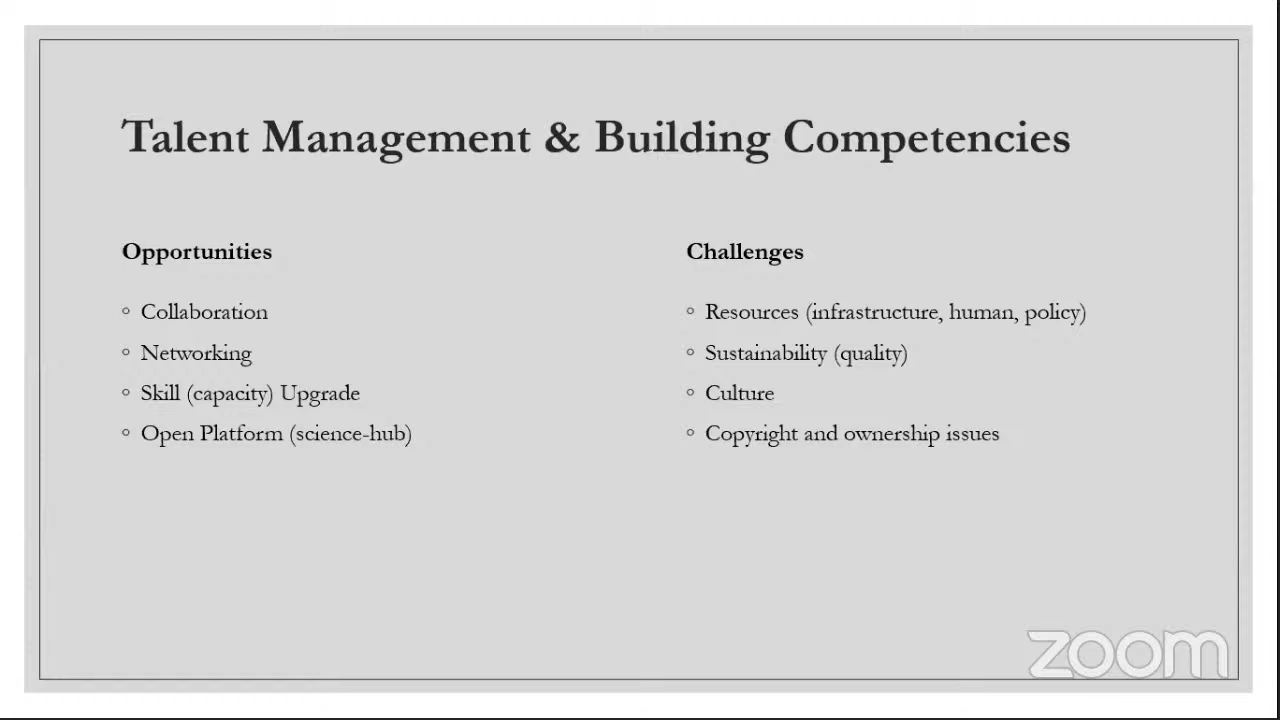 Talent Management & Building Competencies
Opportunities
◦ Collaboration
◦ Networking
◦ Skill (capacity) Upgrade
◦ Open Platform (science-hub)
Challenges
◦ Resources (infrastructure, human, policy)
◦ Sustainability (quality)
◦ Culture
◦ Copyright and ownership issues
zoom